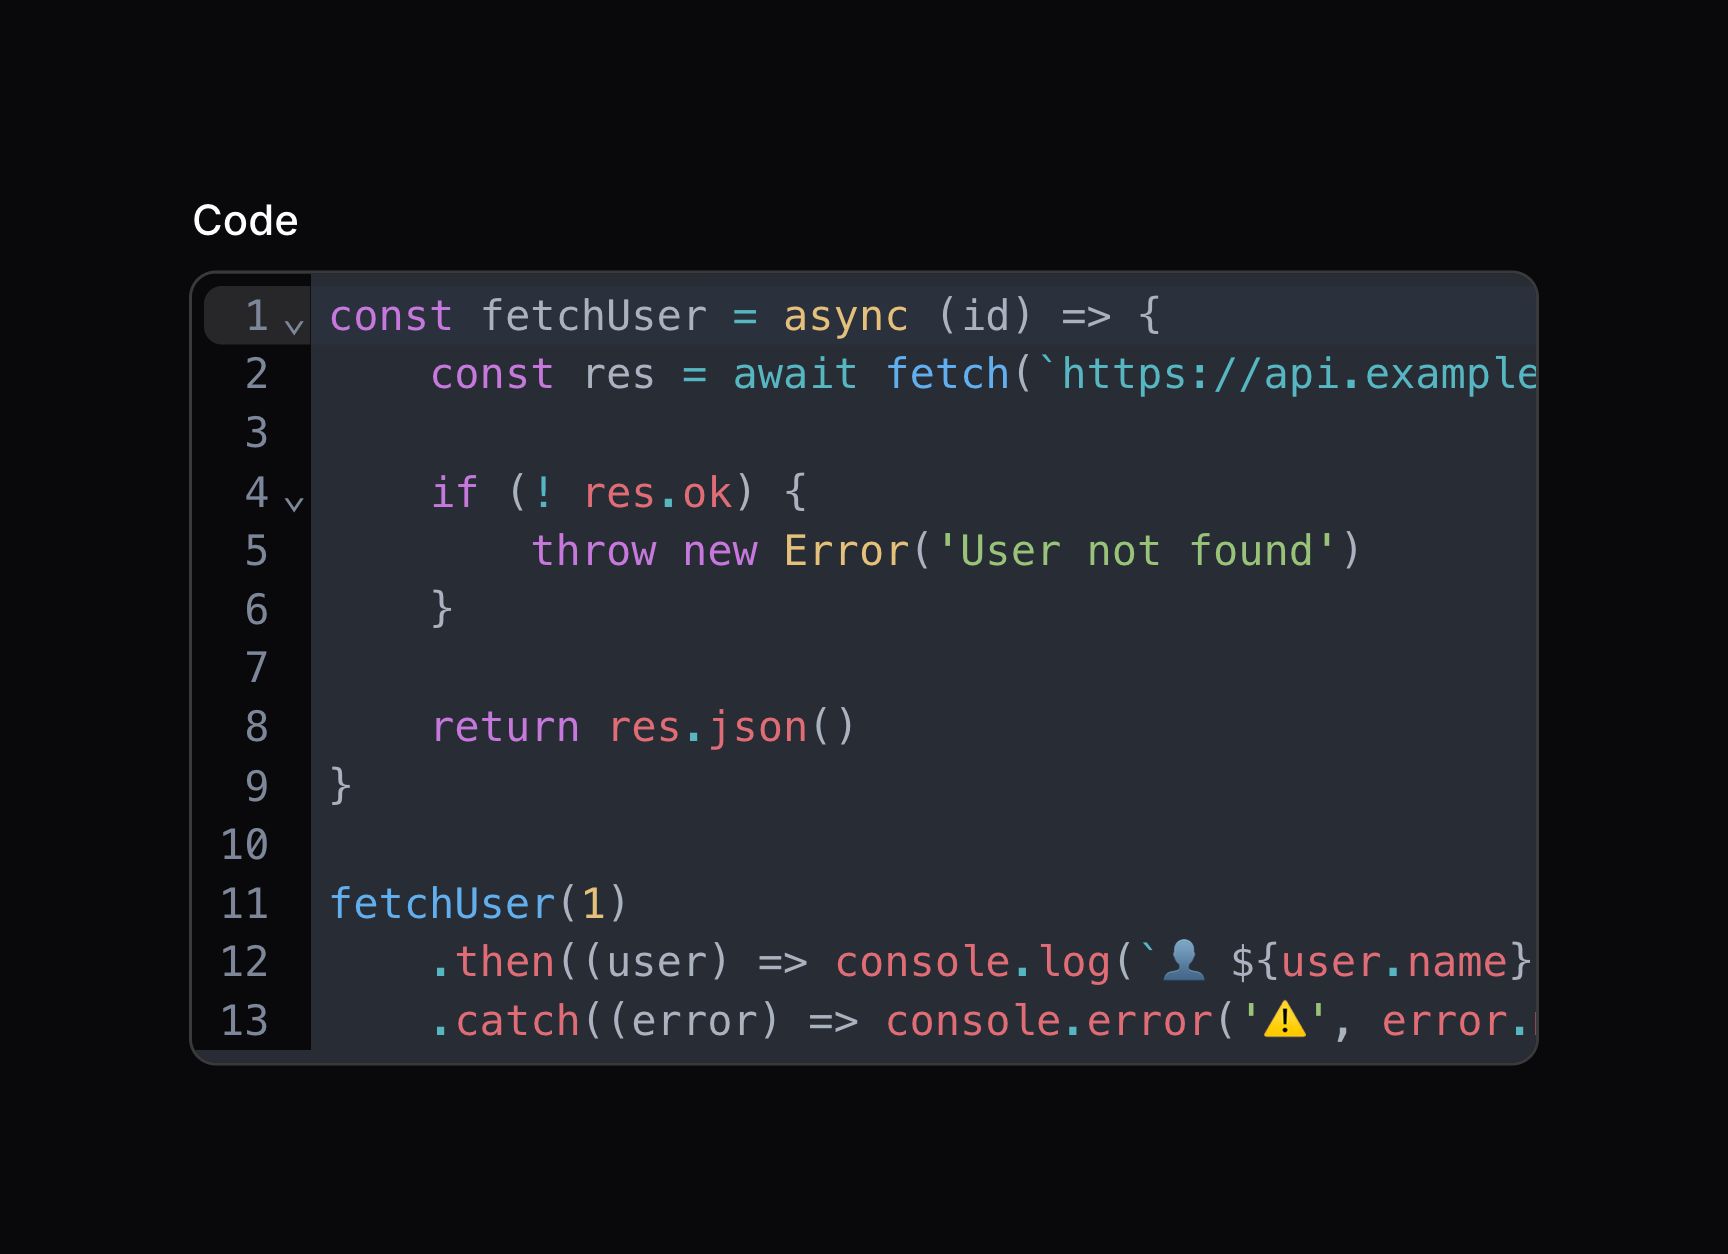 Code
1 const fetchUser = async (id) => {
2 const res = await fetch(`https://api.example
3
4 if (! res.ok) {
5 throw new Error('User not found')
6 }
7
8 return res.json()
9 }
10
11 fetchUser(1)
12 .then((user) => console.log(`👤 ${user.name}
13 .catch((error) => console.error('⚠️', error.